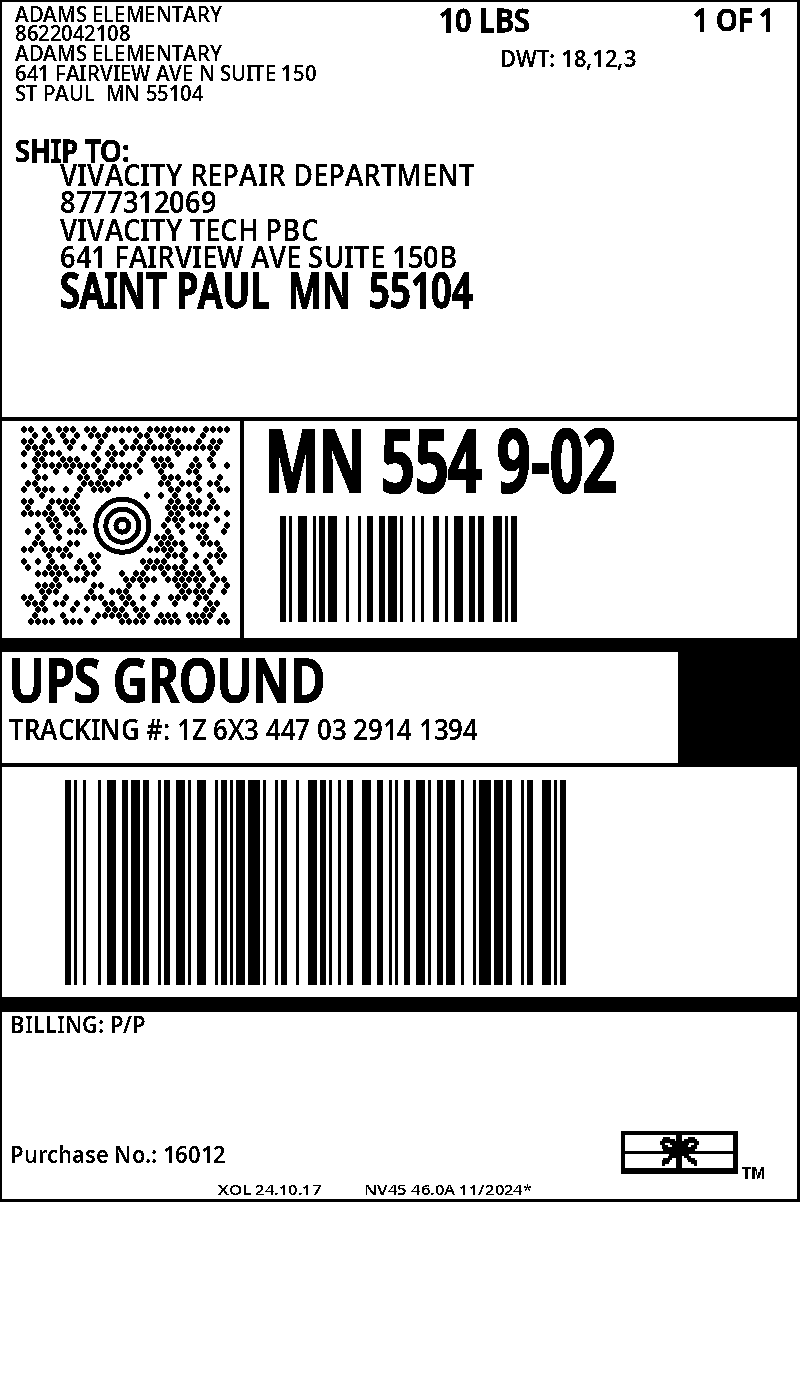 ADAMS ELEMENTARY
8622042108
ADAMS ELEMENTARY
641 FAIRVIEW AVE N SUITE 150
ST PAUL  MN 55104
10 LBS
1 OF 1
DWT: 18,12,3
SHIP TO:
VIVACITY REPAIR DEPARTMENT
8777312069
VIVACITY TECH PBC
641 FAIRVIEW AVE SUITE 150B
SAINT PAUL  MN  55104
MN 554 9-02
UPS GROUND
TRACKING #: 1Z 6X3 447 03 2914 1394
BILLING: P/P
Purchase No.: 16012
TM
XOL 24.10.17 NV45 46.0A 11/2024*